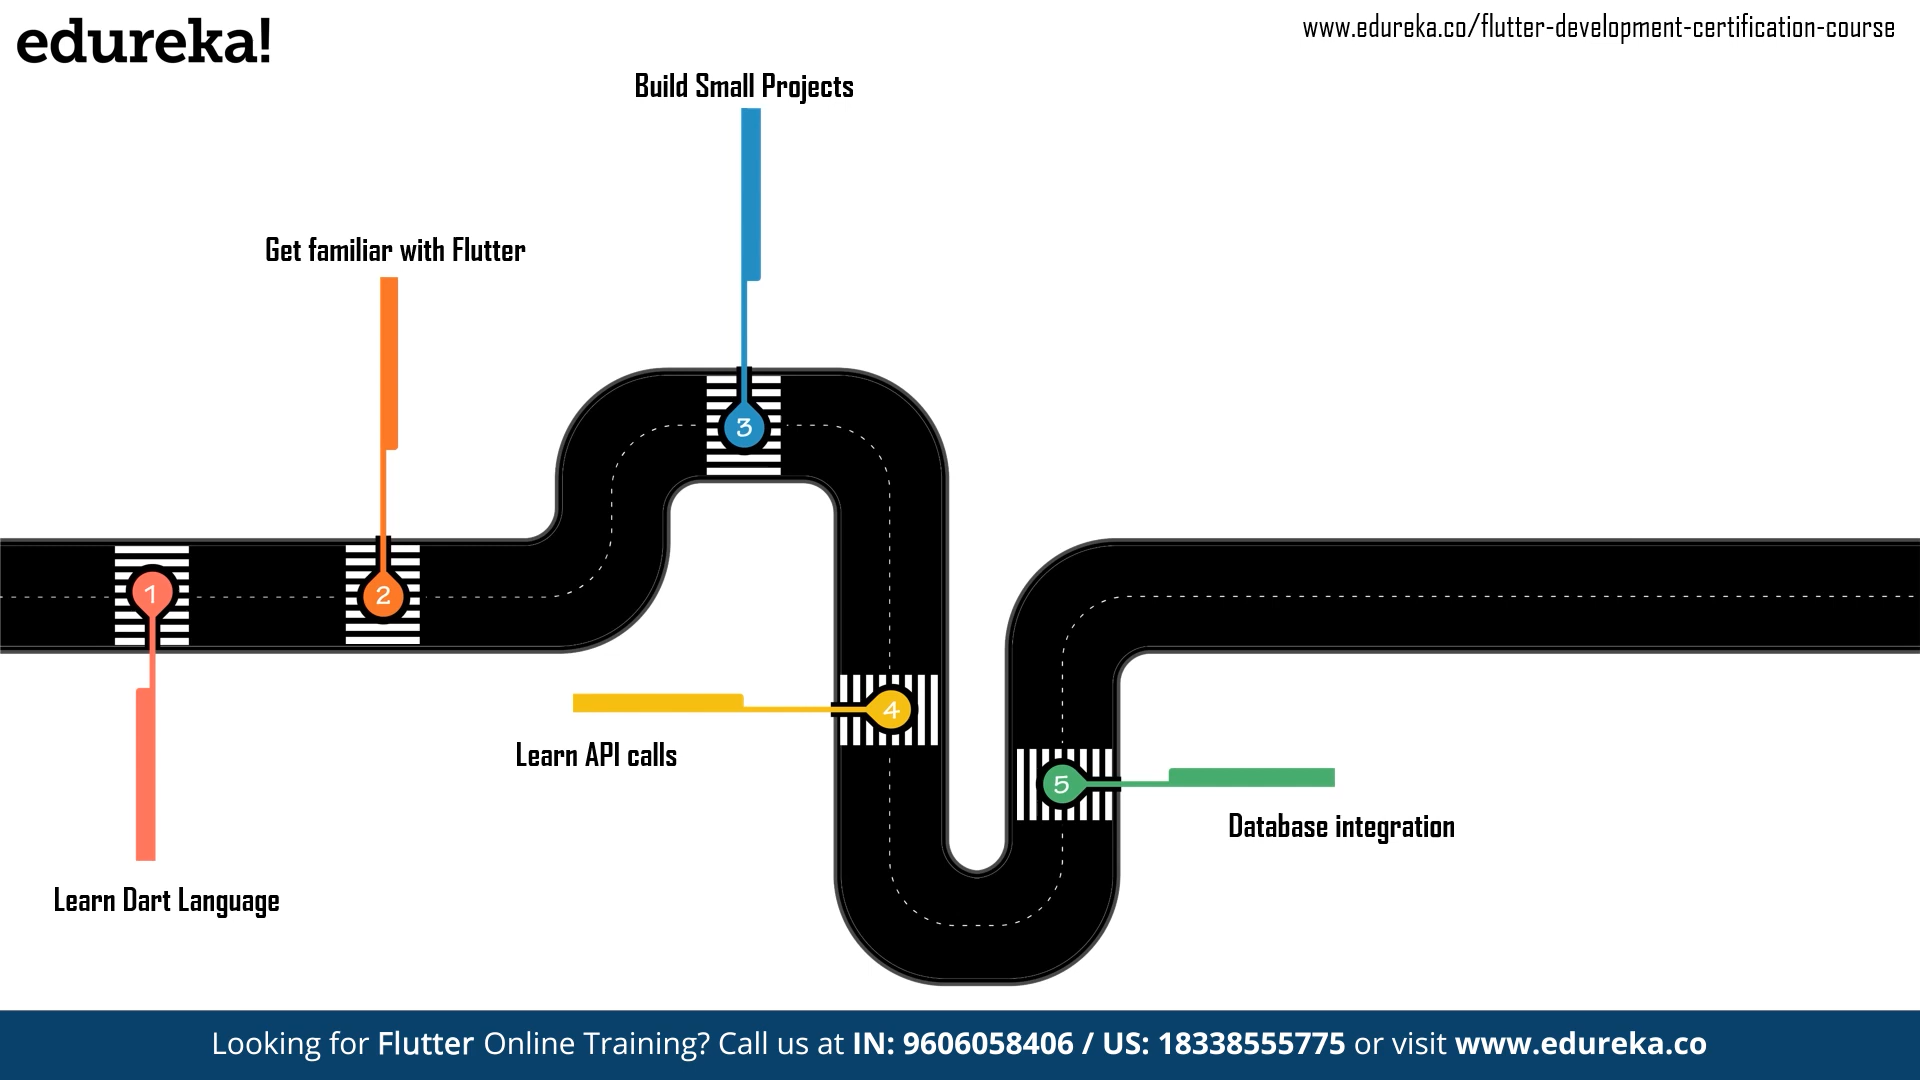 edureka!
www.edureka.co/flutter-development-certification-course
Build Small Projects
Get familiar with Flutter
3
1
2
4
Learn API calls
5
Database integration
Learn Dart Language
Looking for Flutter Online Training? Call us at IN: 9606058406 / US: 18338555775 or visit www.edureka.co